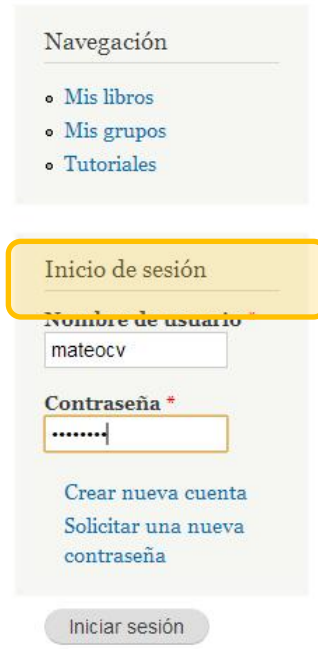 Navegación
Mis libros
Mis grupos
Tutoriales
Inicio de sesión
Nombre de usuario *
mateocv
Contraseña *
••••••••
Crear nueva cuenta
Solicitar una nueva
contraseña
Iniciar sesión